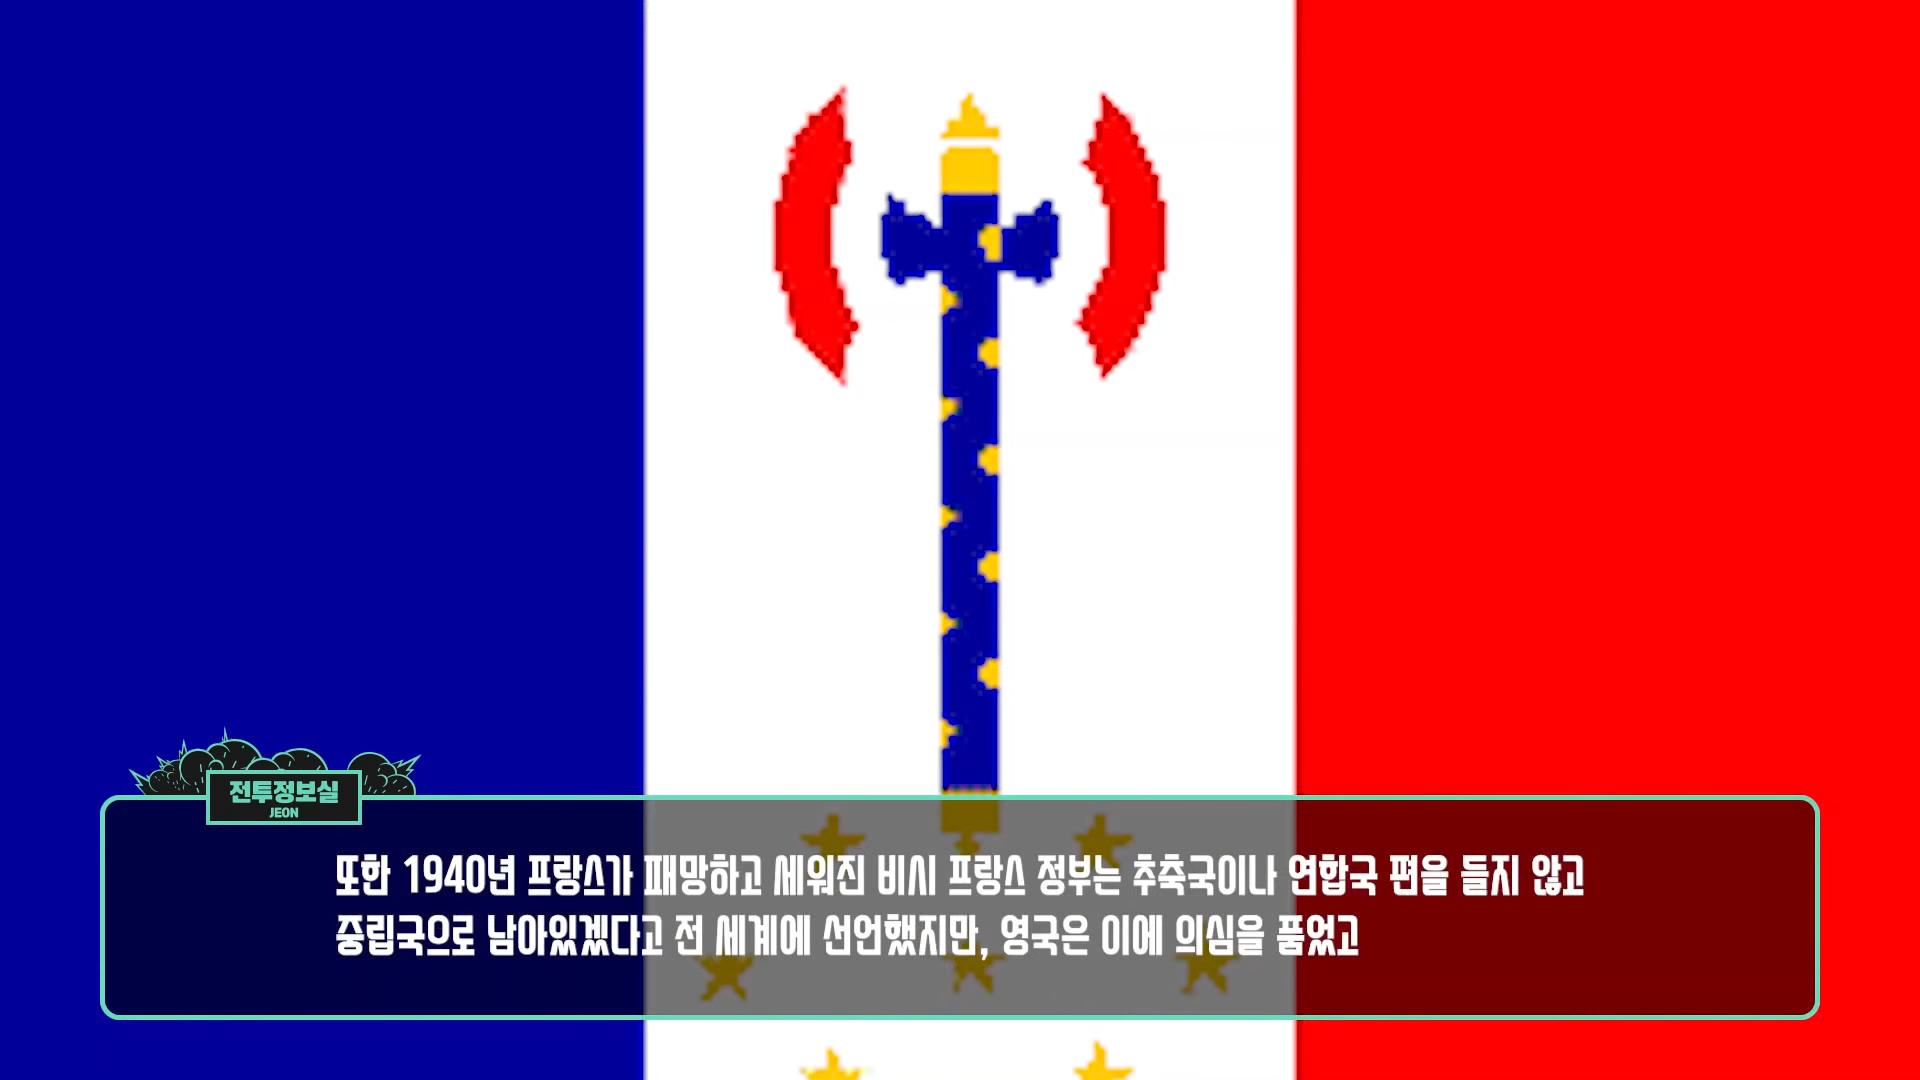 전투정보실
JEON
또한 1940년 프랑스가 패망하고 세워진 비시 프랑스 정부는 추축국이나 연합국 편을 들지 않고
중립국으로 남아있겠다고 전 세계에 선언했지만, 영국은 이에 의심을 품었고